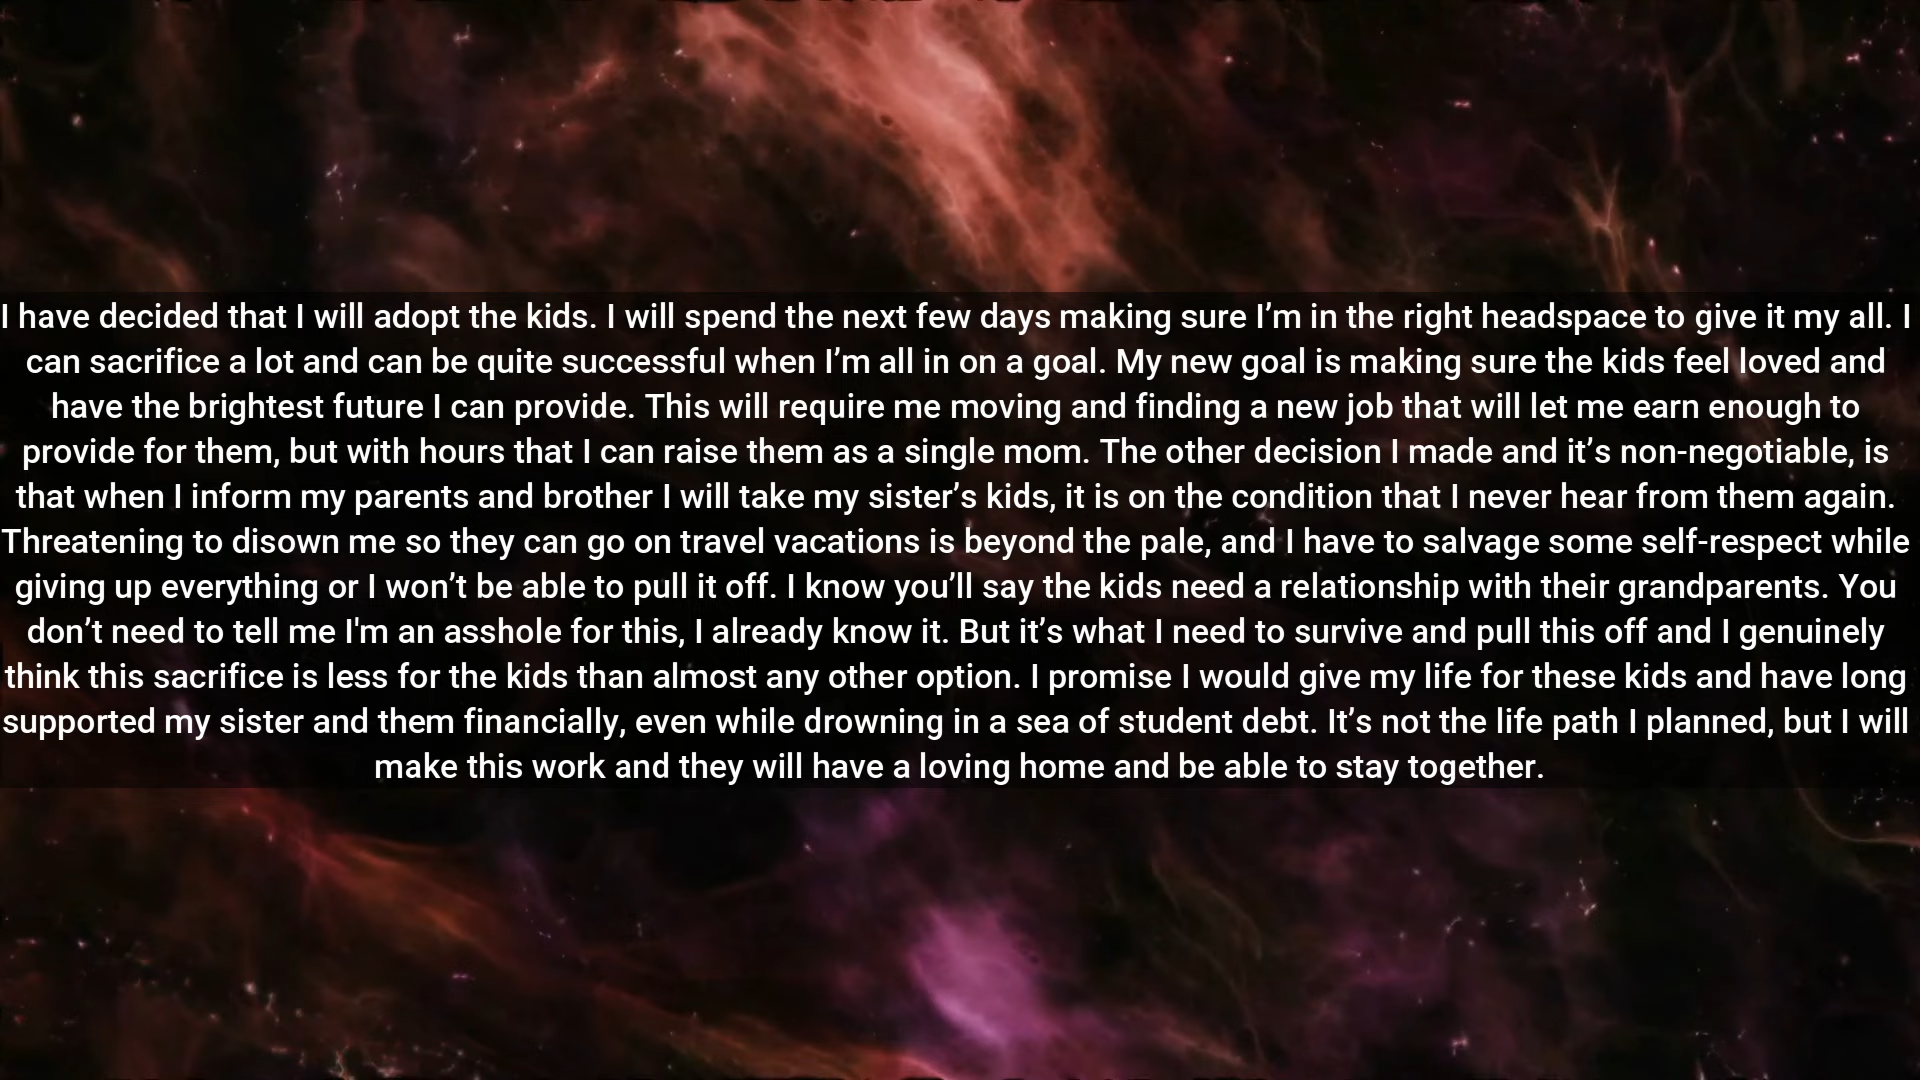 I have decided that I will adopt the kids. I will spend the next few days making sure I’m in the right headspace to give it my all. I
can sacrifice a lot and can be quite successful when I’m all in on a goal. My new goal is making sure the kids feel loved and
have the brightest future I can provide. This will require me moving and finding a new job that will let me earn enough to
provide for them, but with hours that I can raise them as a single mom. The other decision I made and it’s non-negotiable, is
that when I inform my parents and brother I will take my sister’s kids, it is on the condition that I never hear from them again.
Threatening to disown me so they can go on travel vacations is beyond the pale, and I have to salvage some self-respect while
giving up everything or I won’t be able to pull it off. I know you’ll say the kids need a relationship with their grandparents. You
don’t need to tell me I'm an asshole for this, I already know it. But it’s what I need to survive and pull this off and I genuinely
think this sacrifice is less for the kids than almost any other option. I promise I would give my life for these kids and have long
supported my sister and them financially, even while drowning in a sea of student debt. It’s not the life path I planned, but I will
make this work and they will have a loving home and be able to stay together.